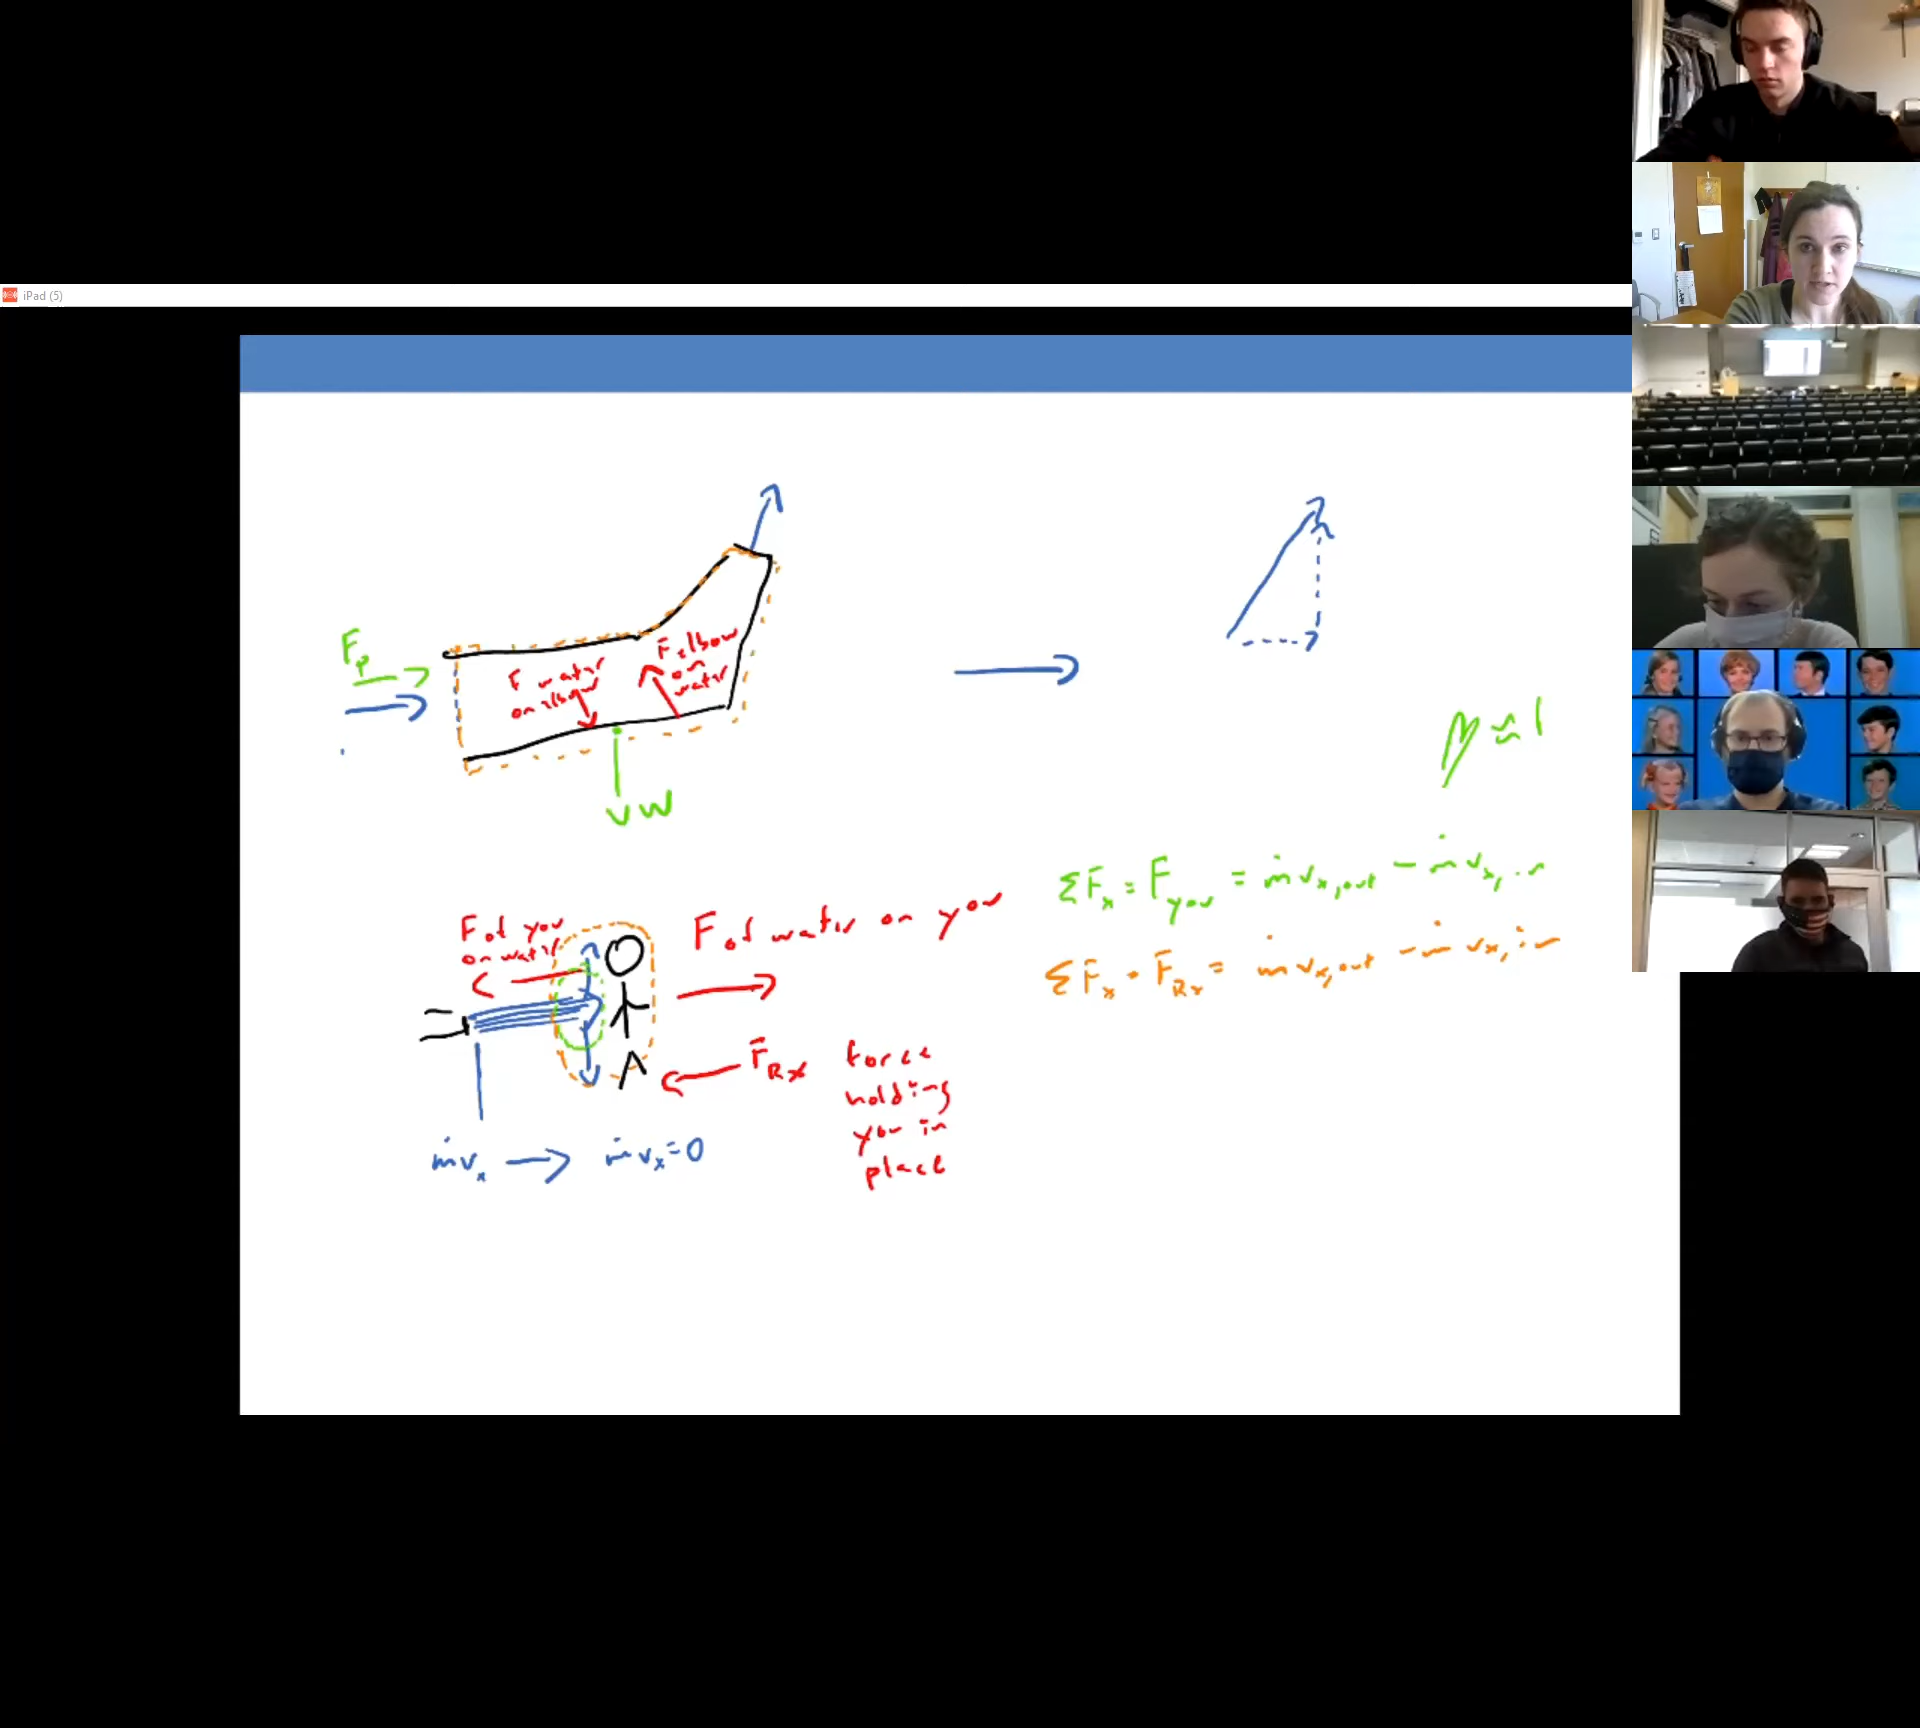 iPad (5)
Fp
F water
on elbow
F elbow
on
water
W
β ≈ 1
ΣFx = Fyou = ṁvx,out - ṁvx,in
ΣFx = FRx = ṁvx,out - ṁvx,in
F of you
on water
F of water on you
FRx
force
holding
you in
place
ṁvx → ṁvx=0